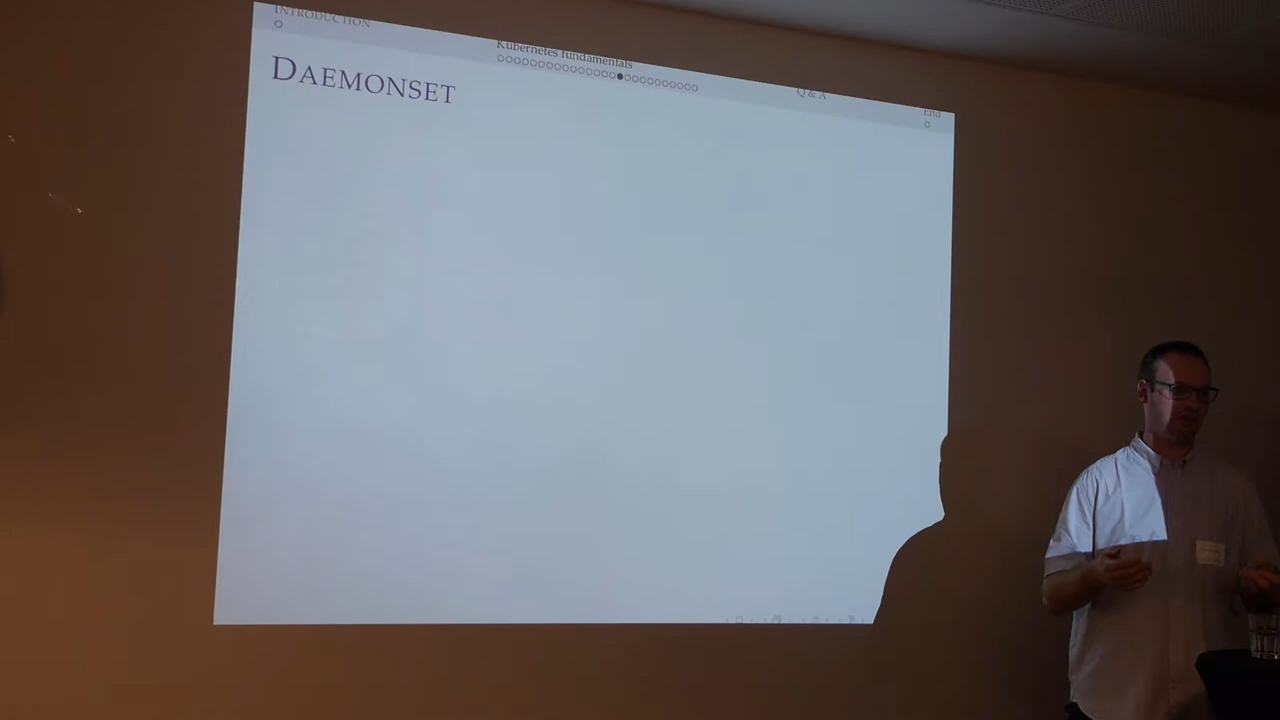 INTRODUCTION
Kubernetes fundamentals
Q & A
End
DAEMONSET